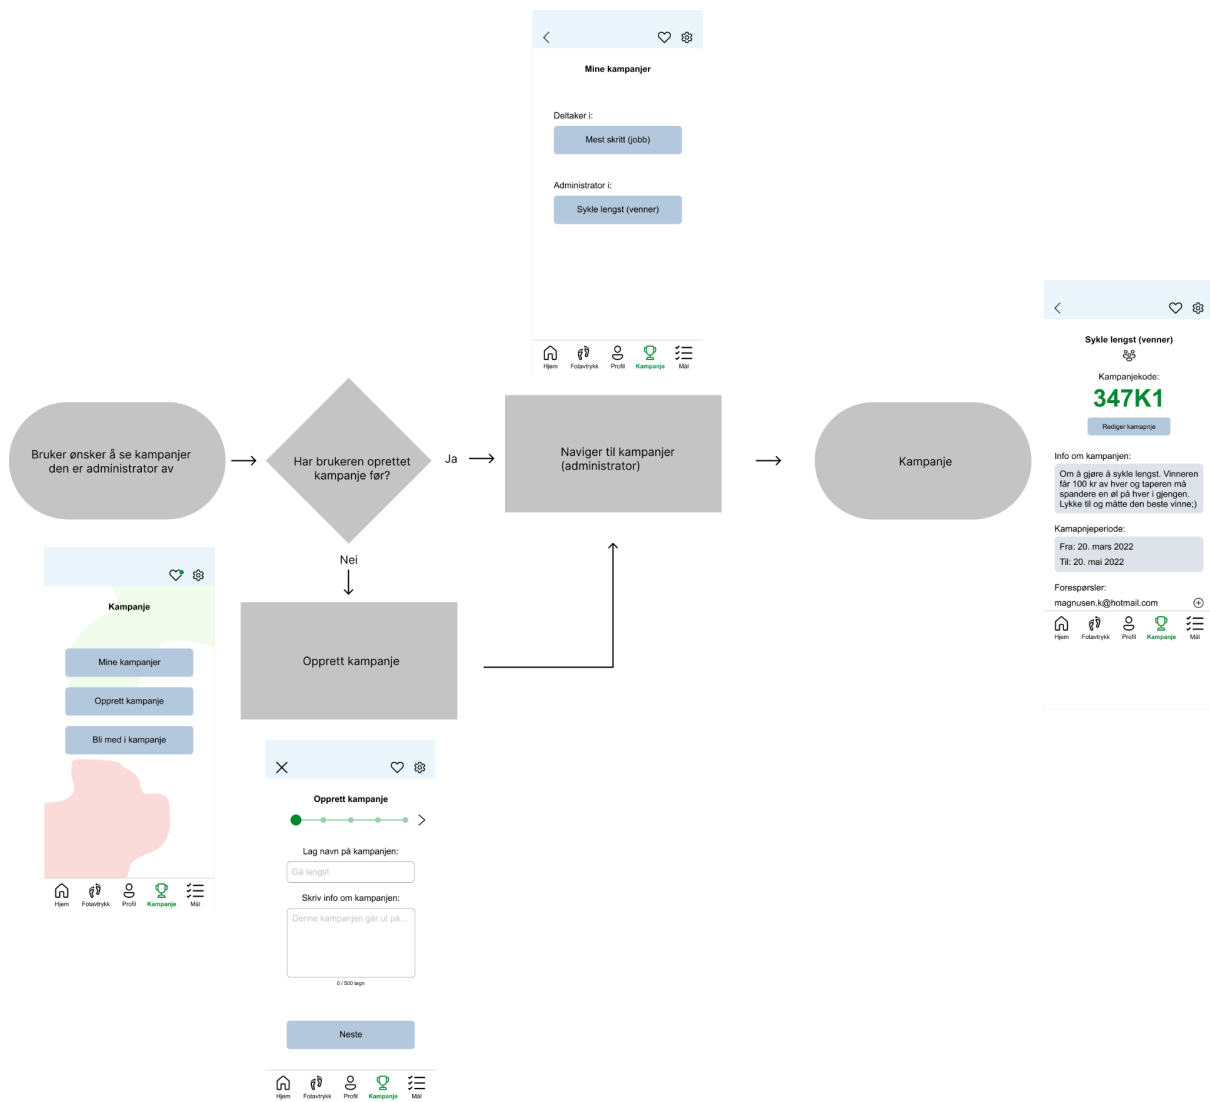 Mine kampanjer
Deltaker i:
Mest skritt (jobb)
Administrator i:
Sykle lengst (venner)
Hjem Fotavtrykk Profil Kampanje Mål
Bruker ønsker å se kampanjer
den er administrator av
Har brukeren oprettet
kampanje før?
Ja
Nei
Naviger til kampanjer
(administrator)
Kampanje
Opprett kampanje
Sykle lengst (venner)
Kampanjekode:
347K1
Rediger kamapnje
Info om kampanjen:
Om å gjøre å sykle lengst. Vinneren
får 100 kr av hver og taperen må
spandere en øl på hver i gjengen.
Lykke til og måtte den beste vinne;)
Kamapnjeperiode:
Fra: 20. mars 2022
Til: 20. mai 2022
Forespørsler:
magnusen.k@hotmail.com
Hjem Fotavtrykk Profil Kampanje Mål
Kampanje
Mine kampanjer
Opprett kampanje
Bli med i kampanje
Hjem Fotavtrykk Profil Kampanje Mål
Opprett kampanje
Lag navn på kampanjen:
Gå lengst
Skriv info om kampanjen:
Denne kampanjen går ut på...
0 / 500 tegn
Neste
Hjem Fotavtrykk Profil Kampanje Mål